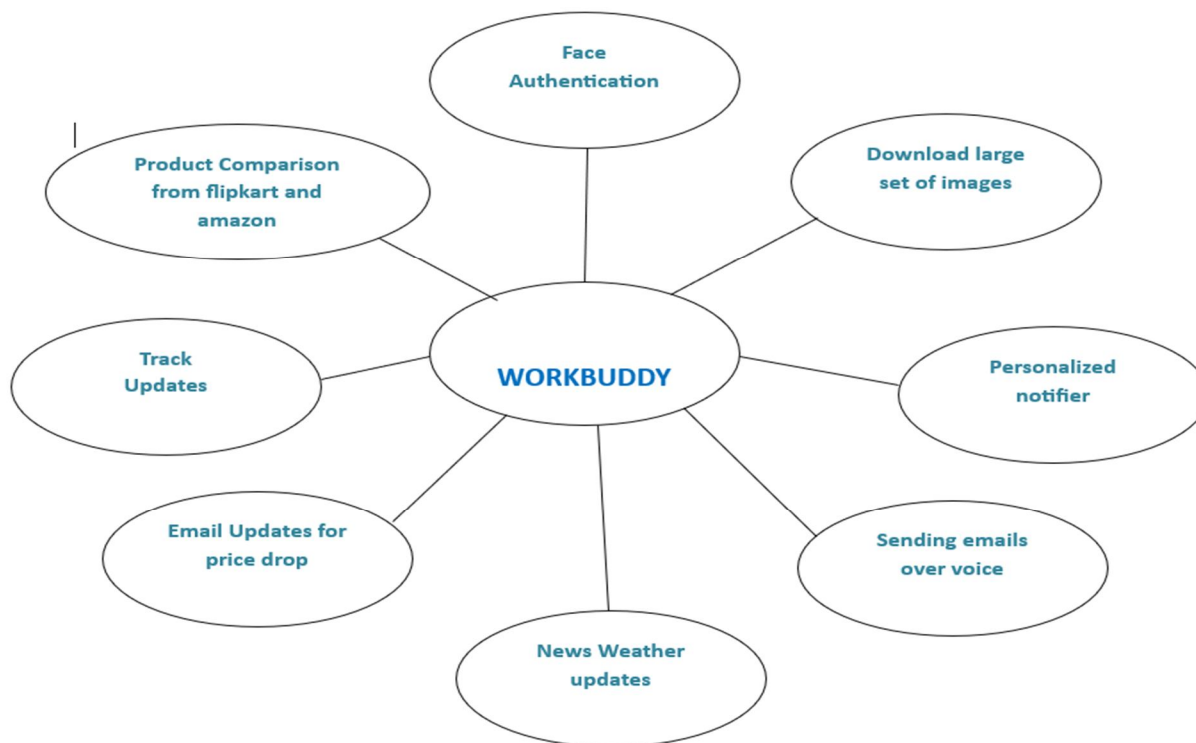 Face
Authentication
Product Comparison
from flipkart and
amazon
Download large
set of images
Track
Updates
WORKBUDDY
Personalized
notifier
Email Updates for
price drop
Sending emails
over voice
News Weather
updates